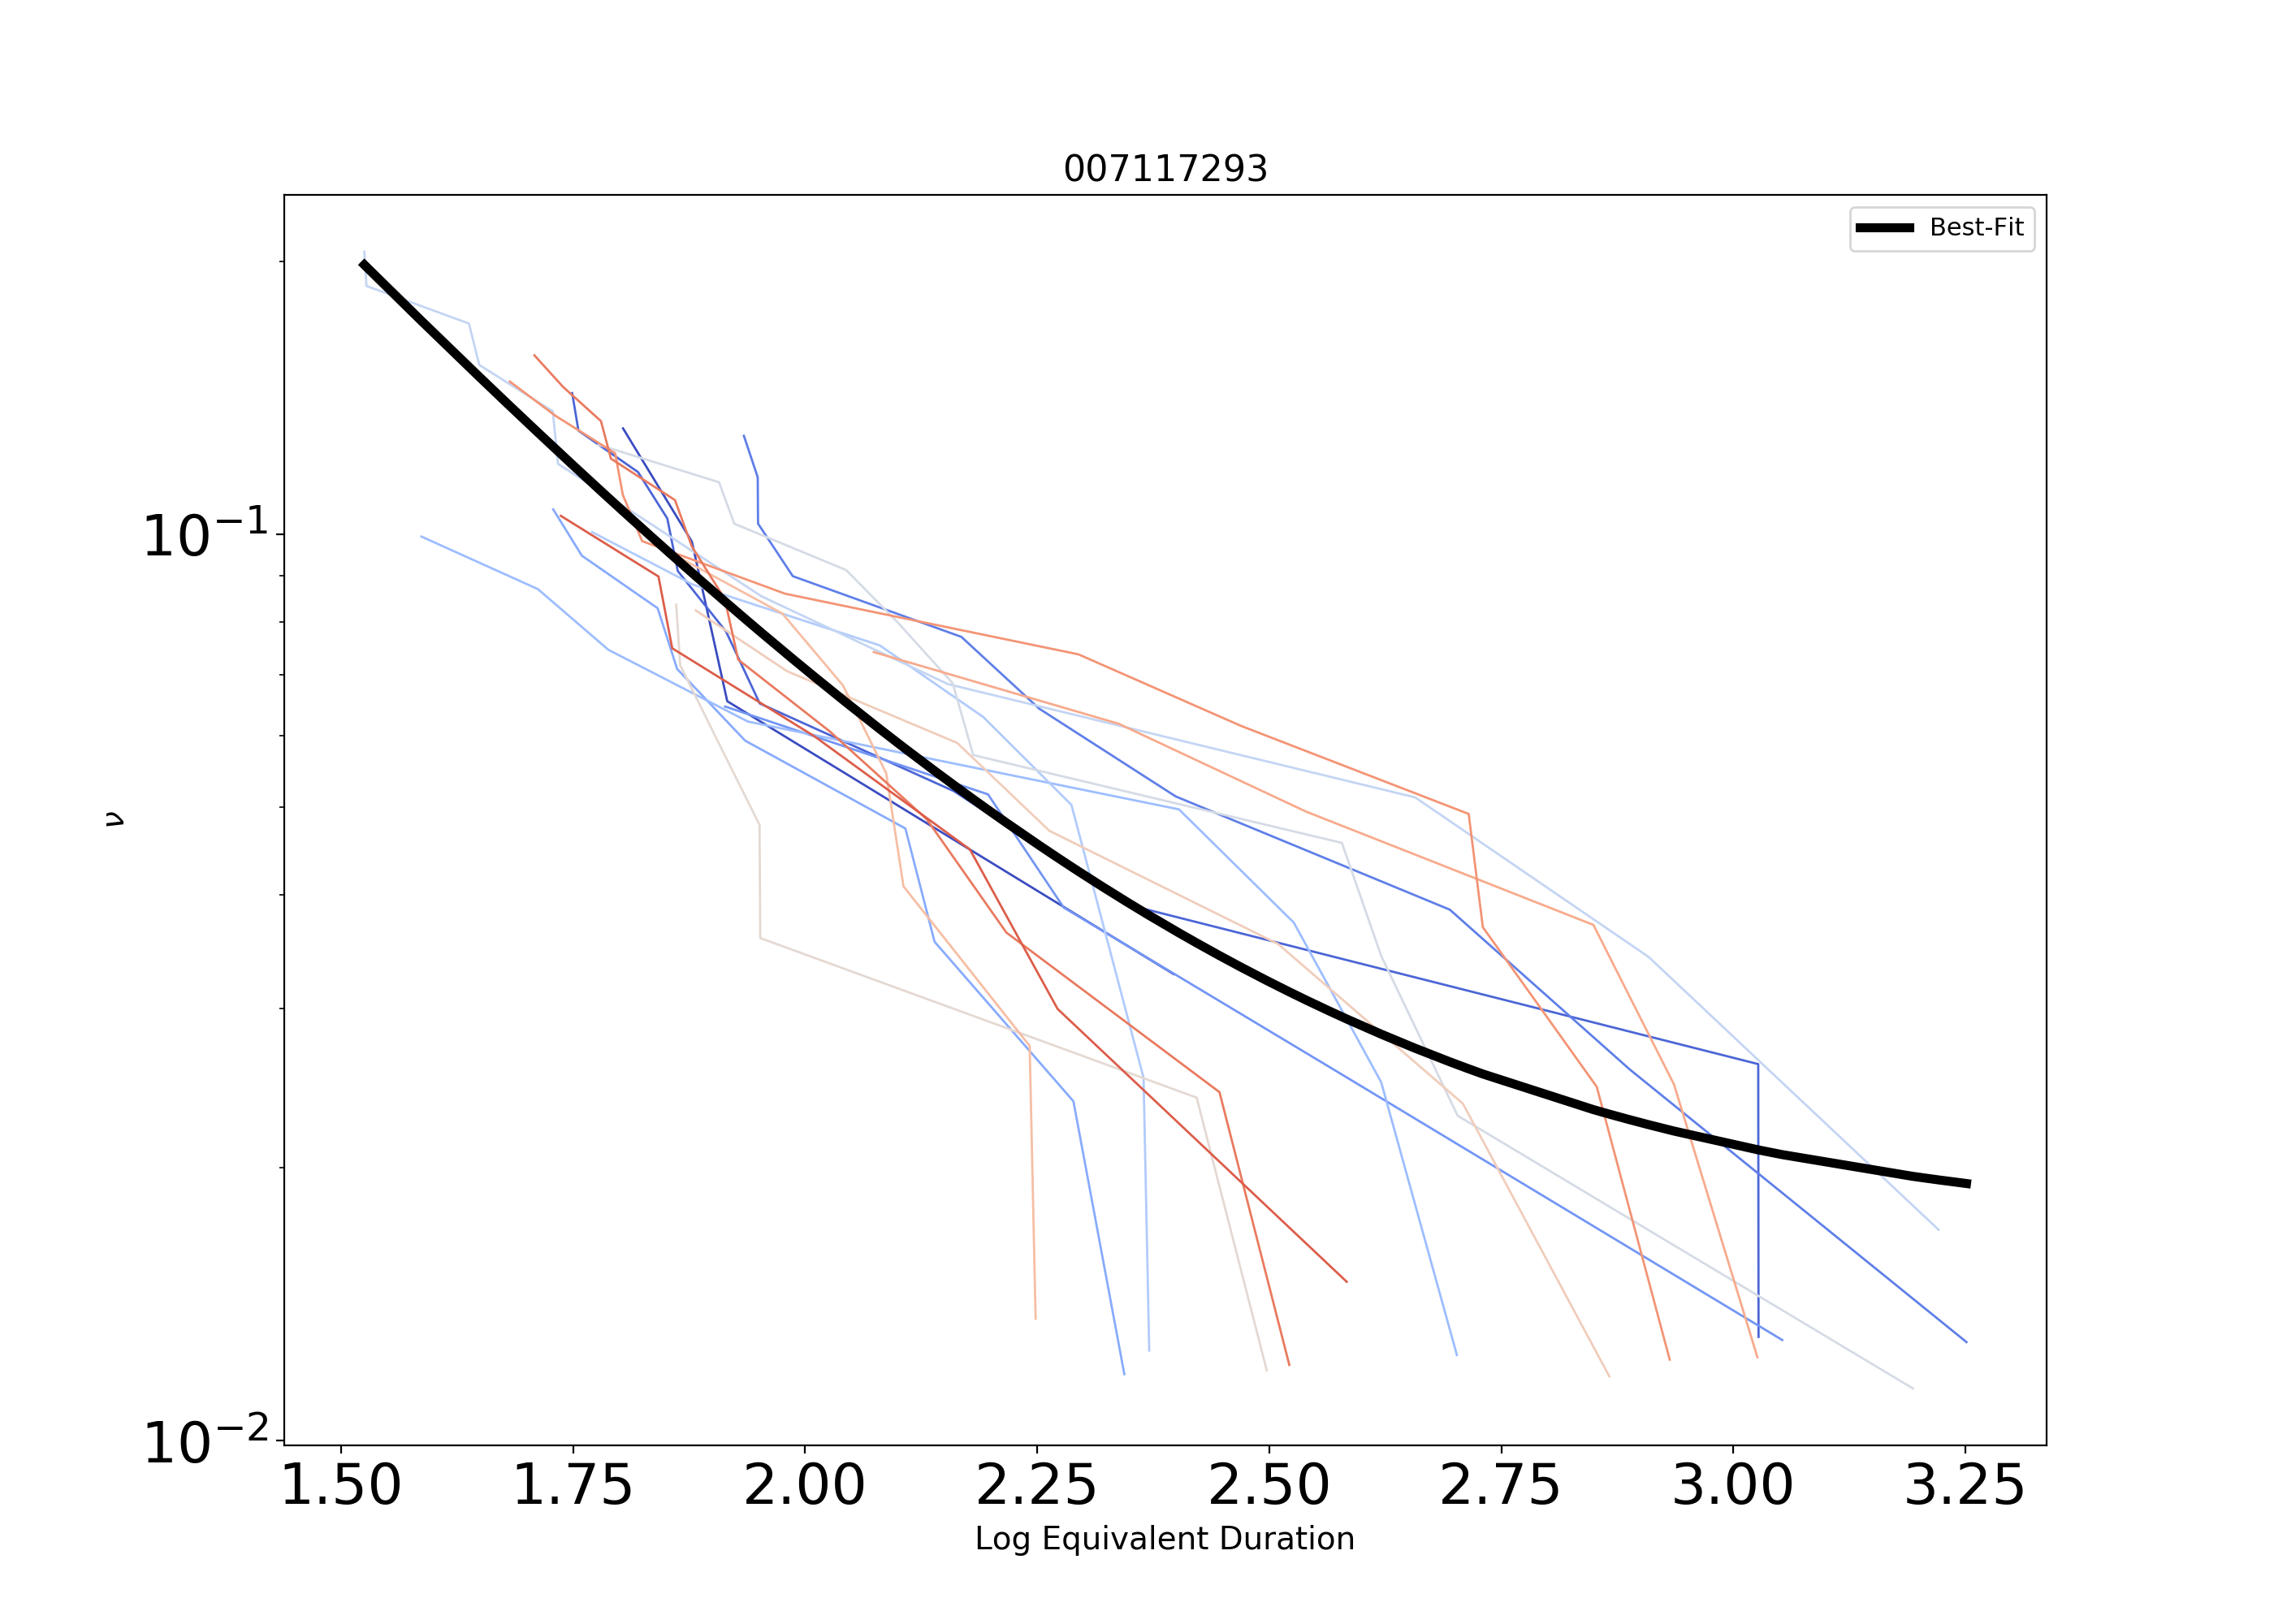 007117293
Best-Fit
ν
10⁻¹
10⁻²
1.50 1.75 2.00 2.25 2.50 2.75 3.00 3.25
Log Equivalent Duration